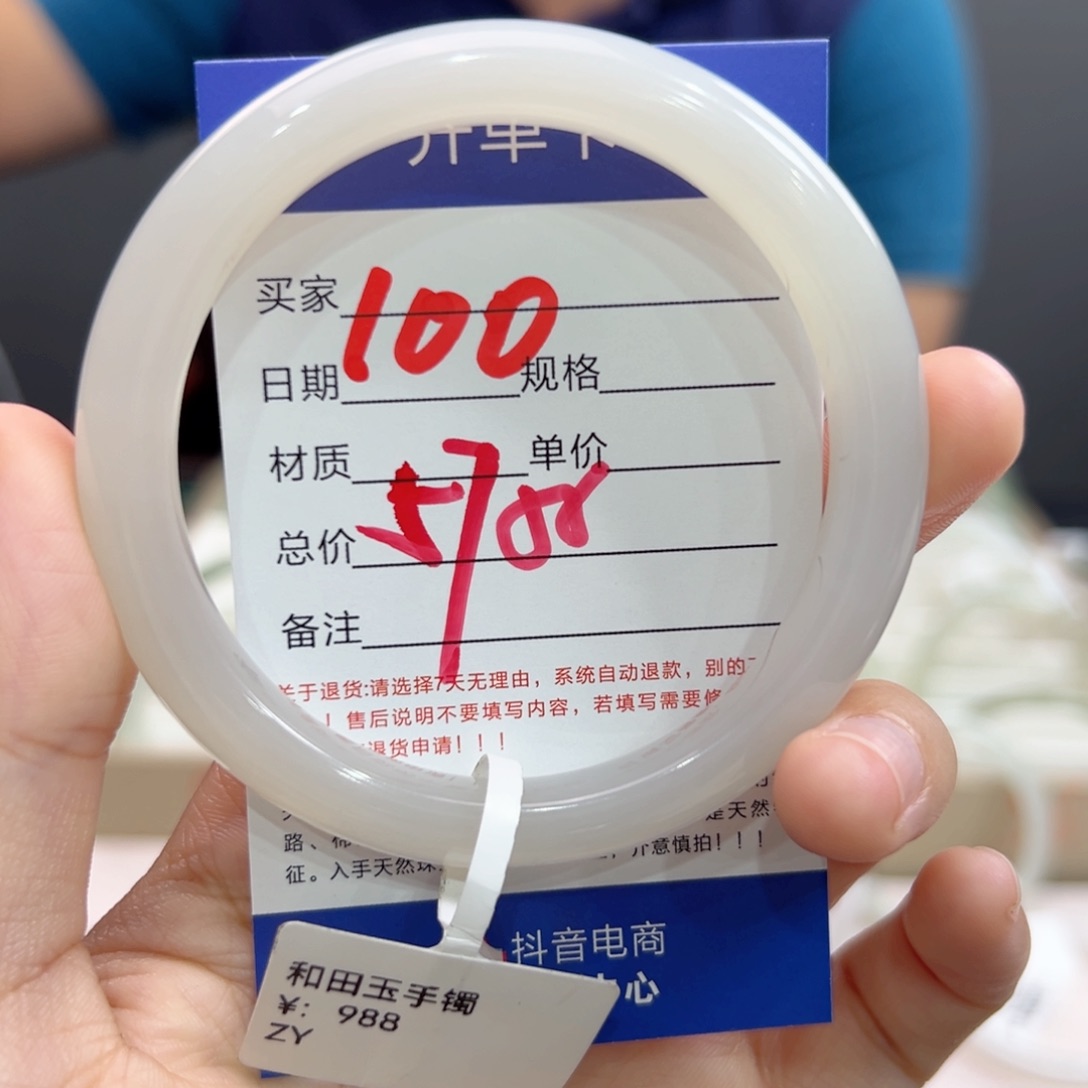 开单
买家 100
日期 规格
材质 单价
总价
备注
关于退货:请选择7天无理由，系统自动退款，别的
！售后说明不要填写内容，若填写需要修
退货申请！！！
是天然
路、 介意慎拍！！！
征。入手天然珠
抖音电商
心
和田玉手镯
¥: 988
ZY